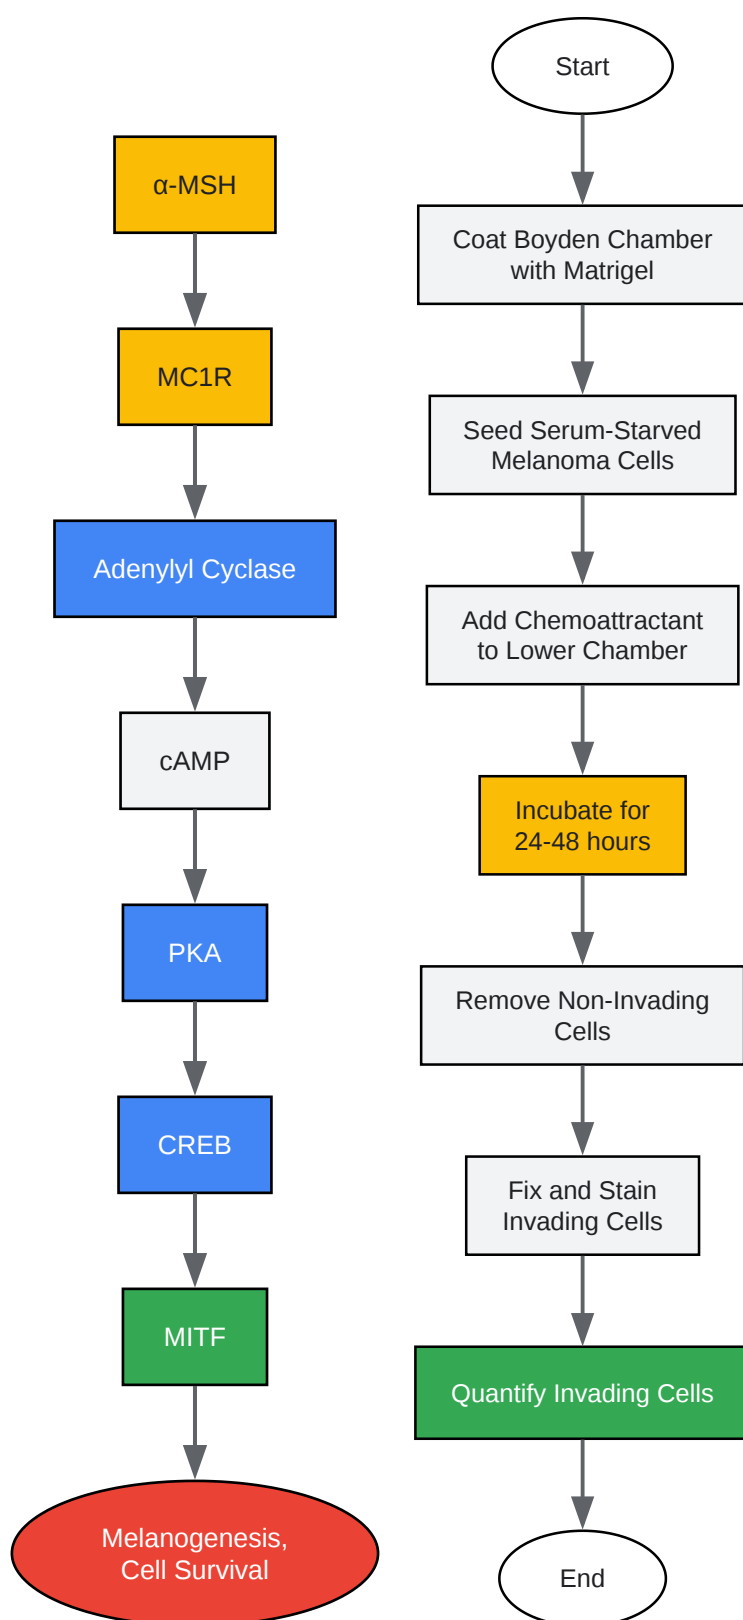 α-MSH
MC1R
Adenylyl Cyclase
cAMP
PKA
CREB
MITF
Melanogenesis,
Cell Survival
Start
Coat Boyden Chamber
with Matrigel
Seed Serum-Starved
Melanoma Cells
Add Chemoattractant
to Lower Chamber
Incubate for
24-48 hours
Remove Non-Invading
Cells
Fix and Stain
Invading Cells
Quantify Invading Cells
End